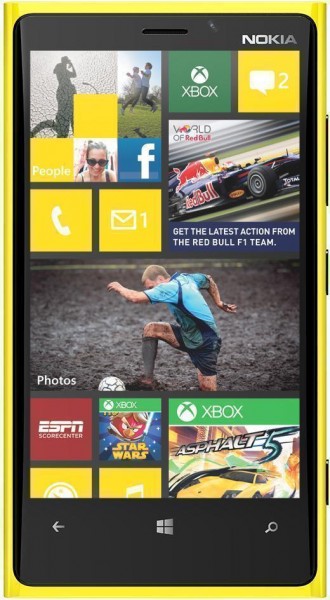 NOKIA
XBOX
2
People
f
WORLD
OF
Red Bull
1
GET THE LATEST ACTION FROM
THE RED BULL F1 TEAM.
Photos
ESPN
SCORECENTER
XBOX
STAR
WARS
XBOX
ASPHALT 5